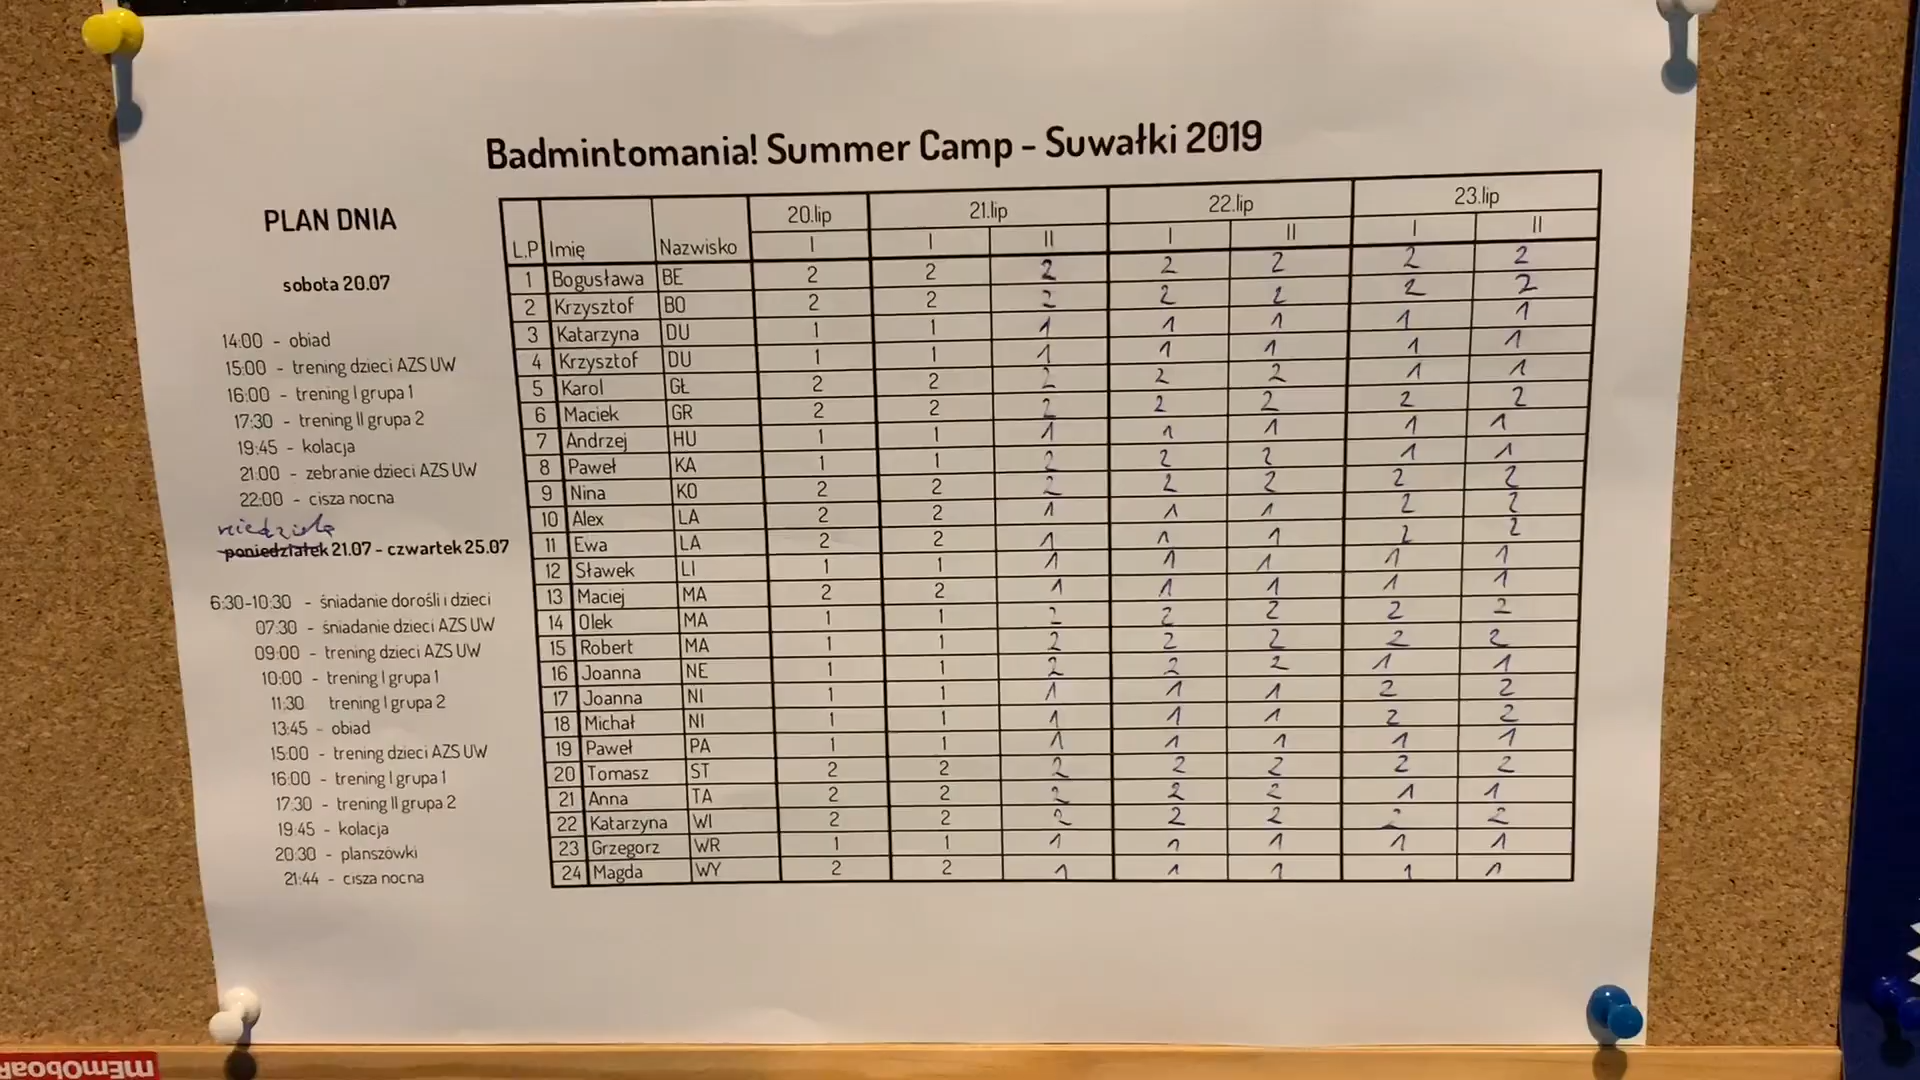 Badmintomania! Summer Camp - Suwałki 2019
PLAN DNIA
sobota 20.07
14:00 - obiad
15:00 - trening dzieci AZS UW
16:00 - trening I grupa 1
17:30 - trening II grupa 2
19:45 - kolacja
21:00 - zebranie dzieci AZS UW
22:00 - cisza nocna
niedziela
poniedziałek 21.07 - czwartek 25.07
6:30-10:30 - śniadanie dorośli i dzieci
07:30 - śniadanie dzieci AZS UW
09:00 - trening dzieci AZS UW
10:00 - trening I grupa 1
11:30 trening I grupa 2
13:45 - obiad
15:00 - trening dzieci AZS UW
16:00 - trening I grupa 1
17:30 - trening II grupa 2
19:45 - kolacja
20:30 - planszówki
21:44 - cisza nocna
20.lip 21.lip 22.lip 23.lip
L.P Imię Nazwisko I I II I II I II
1 Bogusława BE 2 2 2 2 2 2 2
2 Krzysztof BO 2 2 2 2 2 2 2
3 Katarzyna DU 1 1 1 1 1 1 1
4 Krzysztof DU 1 1 1 1 1 1 1
5 Karol GŁ 2 2 2 2 2 1 1
6 Maciek GR 2 2 2 2 2 2 2
7 Andrzej HU 1 1 1 1 1 1 1
8 Paweł KA 1 1 2 2 2 1 1
9 Nina KO 2 2 2 2 2 2 2
10 Alex LA 2 2 1 1 1 2 2
11 Ewa LA 2 2 1 1 1 2 2
12 Sławek LI 1 1 1 1 1 1 1
13 Maciej MA 2 2 1 1 1 1 1
14 Olek MA 1 1 2 2 2 2 2
15 Robert MA 1 1 2 2 2 2 2
16 Joanna NE 1 1 2 2 2 1 1
17 Joanna NI 1 1 1 1 1 2 2
18 Michał NI 1 1 1 1 1 2 2
19 Paweł PA 1 1 1 1 1 1 1
20 Tomasz ST 2 2 2 2 2 2 2
21 Anna TA 2 2 2 2 2 1 1
22 Katarzyna WI 2 2 2 2 2 2 2
23 Grzegorz WR 1 1 1 1 1 1 1
24 Magda WY 2 2 1 1 1 1 1
memoboar